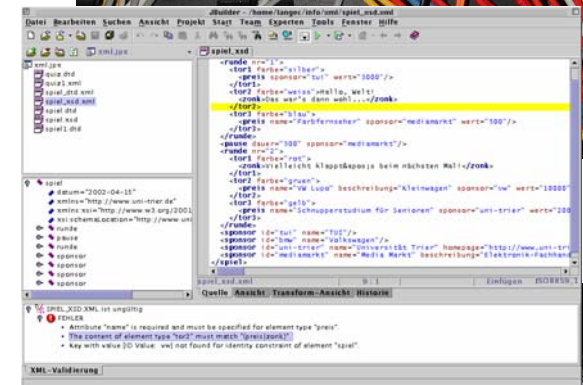 JBuilder - /home/langer/info/xml/spiel_xsd.xml
Datei Bearbeiten Suchen Ansicht Projekt Start Team Experten Tools Fenster Hilfe
xml.jpx
xml.jpx
quiz.dtd
quiz1.xml
spiel_dtd.xml
spiel_xsd.xml
spiel.dtd
spiel.xsd
spiel1.dtd
spiel
datum="2002-04-15"
xmlns="http://www.uni-trier.de"
xmlns:xsi="http://www.w3.org/2001
xsi:schemaLocation="http://www.uni
runde
pause
runde
sponsor
sponsor
sponsor
sponsor
spiel_xsd
<runde nr="1">
<tor1 farbe="silber">
<preis sponsor="tui" wert="3000"/>
</tor1>
<tor2 farbe="weiss">Hallo, Welt!
<zonk>Das war's dann wohl...</zonk>
</tor2>
<tor3 farbe="blau">
<preis name="Farbfernseher" sponsor="mediamarkt" wert="500"/>
</tor3>
</runde>
<pause dauer="300" sponsor="mediamarkt"/>
<runde nr="2">
<tor1 farbe="rot">
<zonk>Vielleicht klappt&apos;s beim nächsten Mal!</zonk>
</tor1>
<tor2 farbe="gruen">
<preis name="VW Lupo" beschreibung="Kleinwagen" sponsor="vw" wert="10000"
</tor2>
<tor3 farbe="gelb">
<preis name="Schnupperstudium für Senioren" sponsor="uni-trier" wert="200
</tor3>
</runde>
<sponsor id="tui" name="TUI"/>
<sponsor id="bmw" name="Volkswagen"/>
<sponsor id="uni-trier" name="Universität Trier" homepage="http://www.uni-tri
<sponsor id="mediamarkt" name="Media Markt" beschreibung="Elektronik-Fachhand
</spiel>
spiel_xsd.xml 9: 1 Einfügen ISO8859_1
Quelle Ansicht Transform-Ansicht Historie
SPIEL_XSD.XML ist ungültig
FEHLER
Attribute "name" is required and must be specified for element type "preis".
The content of element type "tor2" must match "(preis|zonk)"
Key with value [ID Value: vw] not found for identity constraint of element "spiel".
XML-Validierung